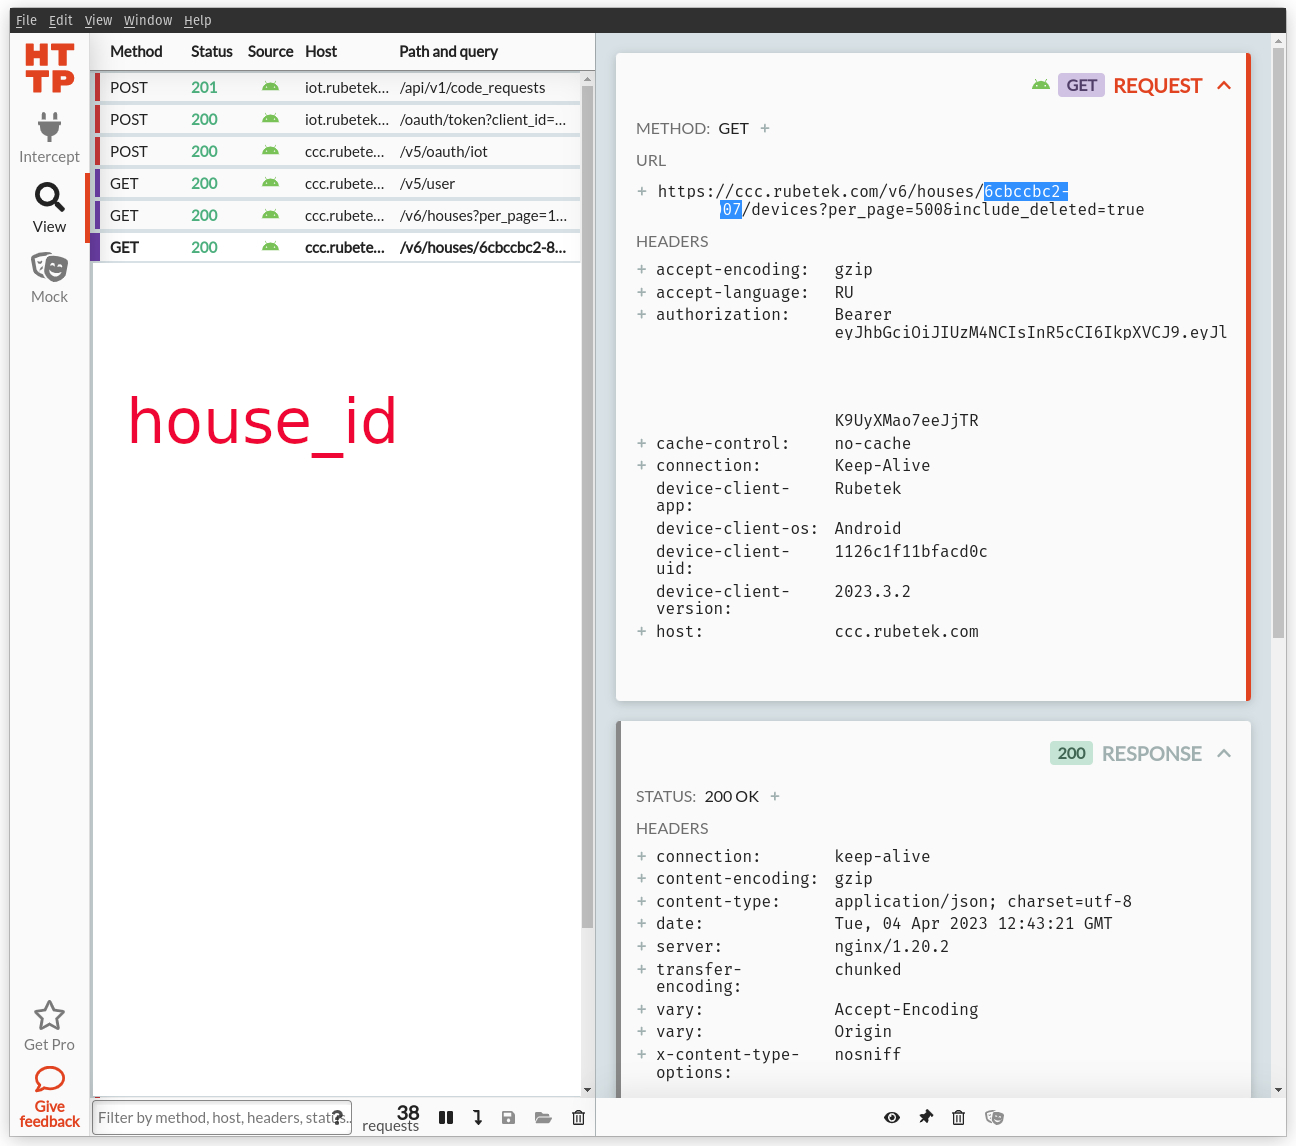 File Edit View Window Help
HT
TP
Intercept
View
Mock
Get Pro
Give
feedback
Method Status Source Host Path and query
POST 201 iot.rubetek... /api/v1/code_requests
POST 200 iot.rubetek... /oauth/token?client_id=...
POST 200 ccc.rubete... /v5/oauth/iot
GET 200 ccc.rubete... /v5/user
GET 200 ccc.rubete... /v6/houses?per_page=1...
GET 200 ccc.rubete... /v6/houses/6cbccbc2-8...
house_id
Filter by method, host, headers, status.. ?
38
requests
GET REQUEST
METHOD: GET +
URL
+ https://ccc.rubetek.com/v6/houses/6cbccbc2-
07/devices?per_page=500&include_deleted=true
HEADERS
+ accept-encoding: gzip
+ accept-language: RU
+ authorization: Bearer
eyJhbGciOiJIUzM4NCIsInR5cCI6IkpXVCJ9.eyJl
K9UyXMao7eeJjTR
+ cache-control: no-cache
+ connection: Keep-Alive
device-client- Rubetek
app:
device-client-os: Android
device-client- 1126c1f11bfacd0c
uid:
device-client- 2023.3.2
version:
+ host: ccc.rubetek.com
200 RESPONSE
STATUS: 200 OK +
HEADERS
+ connection: keep-alive
+ content-encoding: gzip
+ content-type: application/json; charset=utf-8
+ date: Tue, 04 Apr 2023 12:43:21 GMT
+ server: nginx/1.20.2
+ transfer- chunked
encoding:
+ vary: Accept-Encoding
+ vary: Origin
+ x-content-type- nosniff
options: